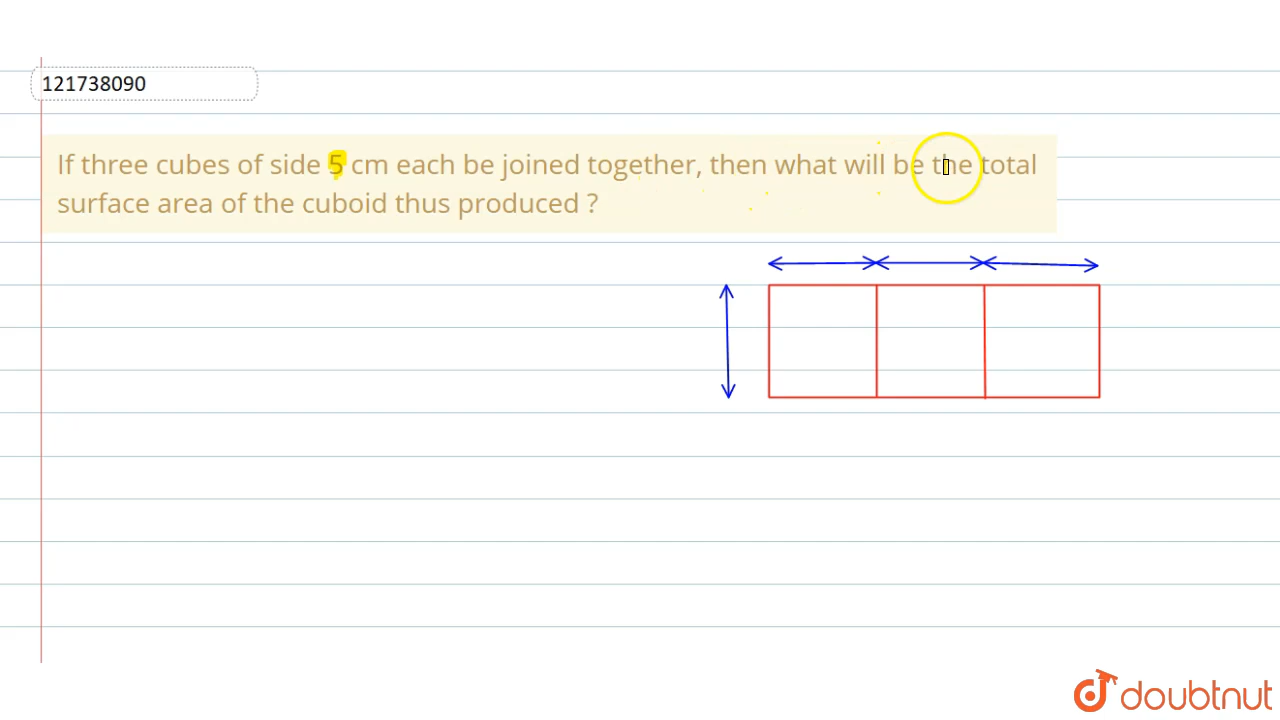 121738090
If three cubes of side 5 cm each be joined together, then what will be the total
surface area of the cuboid thus produced ?
doubtnut